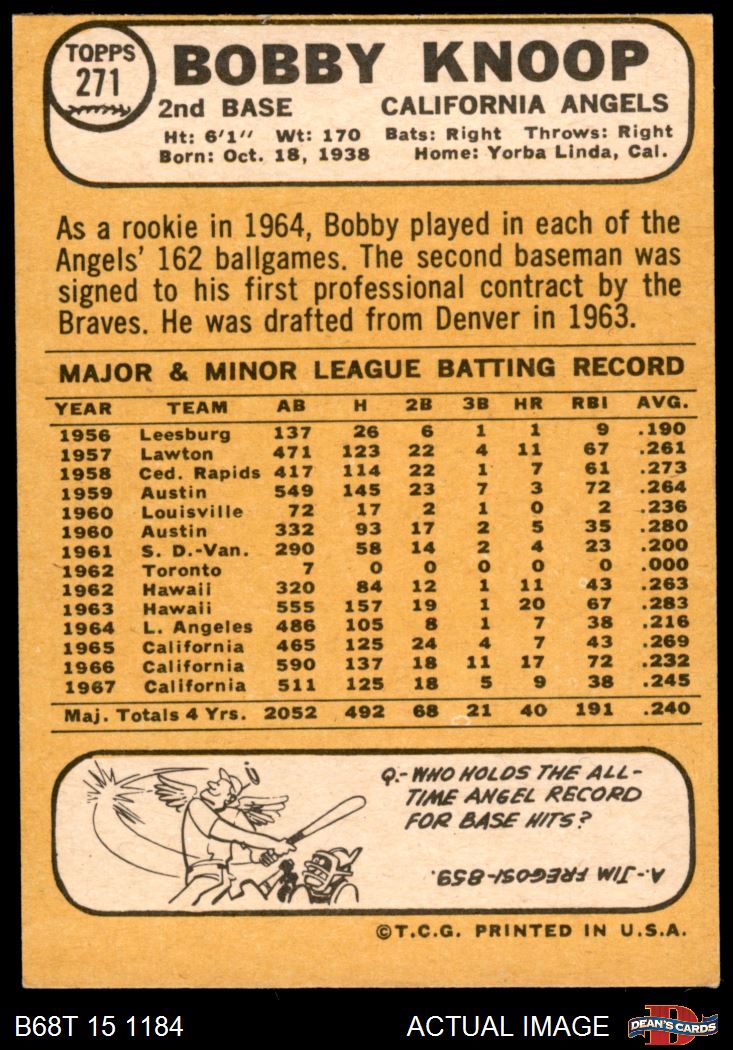 TOPPS
271
BOBBY KNOOP
2nd BASE CALIFORNIA ANGELS
Ht: 6'1" Wt: 170 Bats: Right Throws: Right
Born: Oct. 18, 1938 Home: Yorba Linda, Cal.
As a rookie in 1964, Bobby played in each of the
Angels' 162 ballgames. The second baseman was
signed to his first professional contract by the
Braves. He was drafted from Denver in 1963.
MAJOR & MINOR LEAGUE BATTING RECORD
YEAR TEAM AB H 2B 3B HR RBI AVG.
1956 Leesburg 137 26 6 1 1 9 .190
1957 Lawton 471 123 22 4 11 67 .261
1958 Ced. Rapids 417 114 22 1 7 61 .273
1959 Austin 549 145 23 7 3 72 .264
1960 Louisville 72 17 2 1 0 2 .236
1960 Austin 332 93 17 2 5 35 .280
1961 S. D.-Van. 290 58 14 2 4 23 .200
1962 Toronto 7 0 0 0 0 0 .000
1962 Hawaii 320 84 12 1 11 43 .263
1963 Hawaii 555 157 19 1 20 67 .283
1964 L. Angeles 486 105 8 1 7 38 .216
1965 California 465 125 24 4 7 43 .269
1966 California 590 137 18 11 17 72 .232
1967 California 511 125 18 5 9 38 .245
Maj. Totals 4 Yrs. 2052 492 68 21 40 191 .240
Q.-WHO HOLDS THE ALL-
TIME ANGEL RECORD
FOR BASE HITS?
A.-JIM FREGOSI-859.
©T.C.G. PRINTED IN U.S.A.
B68T 15 1184 ACTUAL IMAGE
D
DEAN'S CARDS